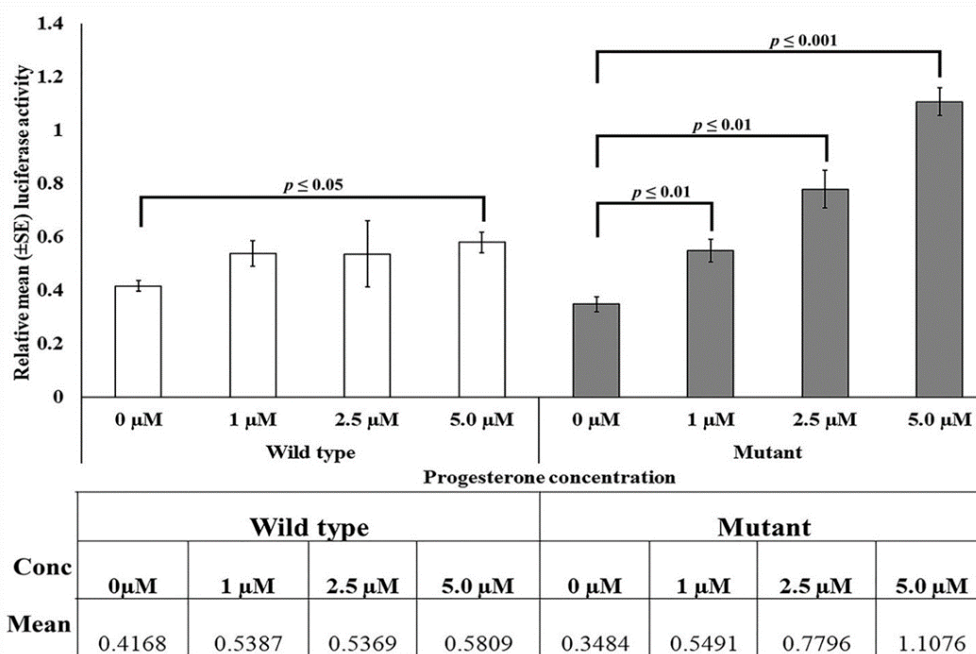 Relative mean (±SE) luciferase activity
1.4
1.2
1
0.8
0.6
0.4
0.2
0
p ≤ 0.05
p ≤ 0.001
p ≤ 0.01
p ≤ 0.01
0 µM 1 µM 2.5 µM 5.0 µM 0 µM 1 µM 2.5 µM 5.0 µM
Wild type Mutant
Progesterone concentration
Wild type Mutant
Conc 0µM 1 µM 2.5 µM 5.0 µM 0 µM 1 µM 2.5 µM 5.0 µM
Mean 0.4168 0.5387 0.5369 0.5809 0.3484 0.5491 0.7796 1.1076